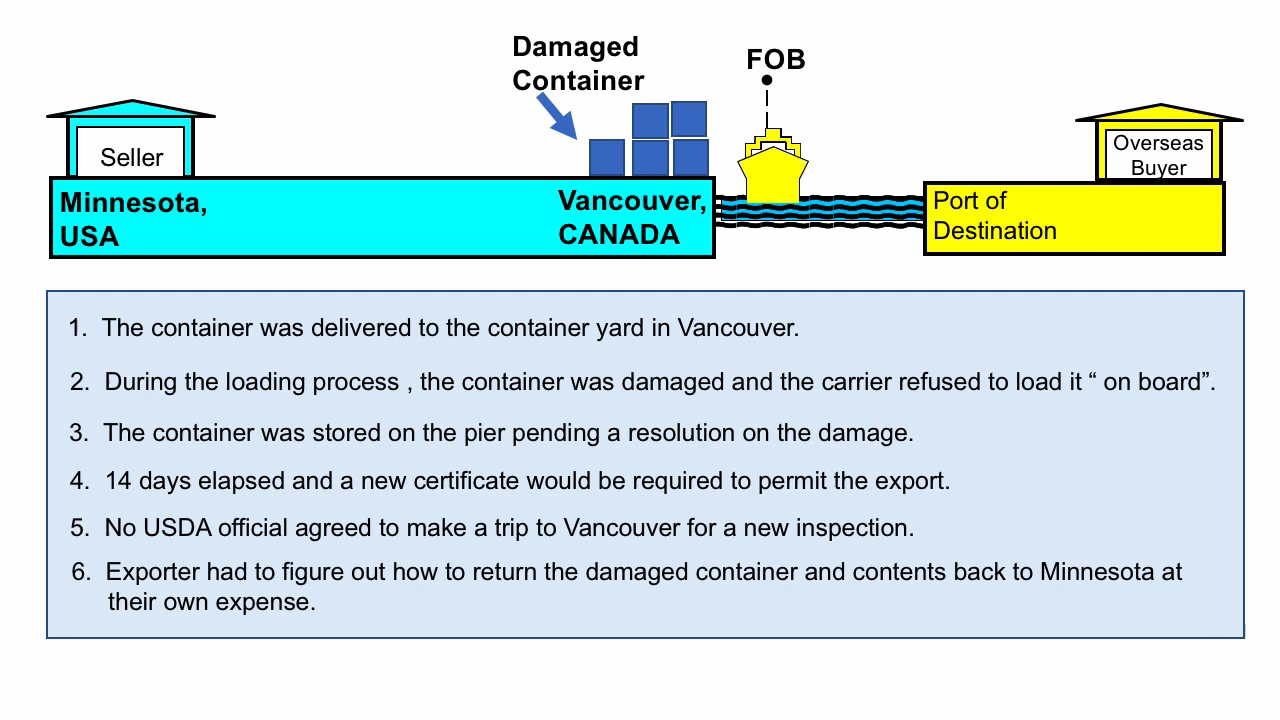 Damaged
Container
FOB
Seller
Overseas
Buyer
Minnesota,
USA
Vancouver,
CANADA
Port of
Destination
1. The container was delivered to the container yard in Vancouver.
2. During the loading process , the container was damaged and the carrier refused to load it “ on board”.
3. The container was stored on the pier pending a resolution on the damage.
4. 14 days elapsed and a new certificate would be required to permit the export.
5. No USDA official agreed to make a trip to Vancouver for a new inspection.
6. Exporter had to figure out how to return the damaged container and contents back to Minnesota at
their own expense.